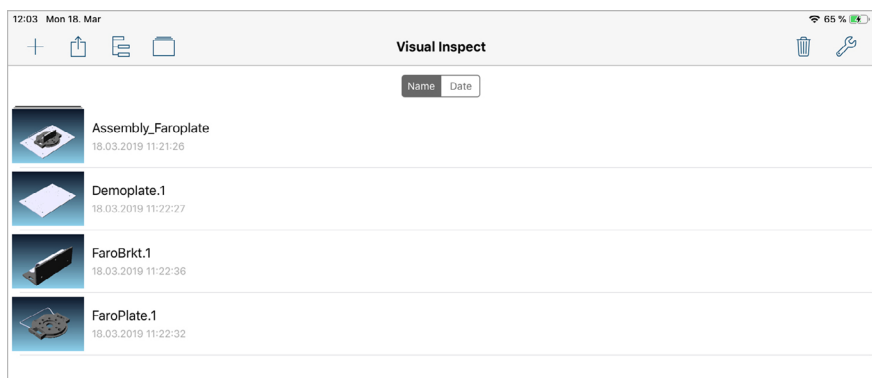 12:03 Mon 18. Mar 65 %
Visual Inspect
Name Date
Assembly_Faroplate
18.03.2019 11:21:26
Demoplate.1
18.03.2019 11:22:27
FaroBrkt.1
18.03.2019 11:22:36
FaroPlate.1
18.03.2019 11:22:32